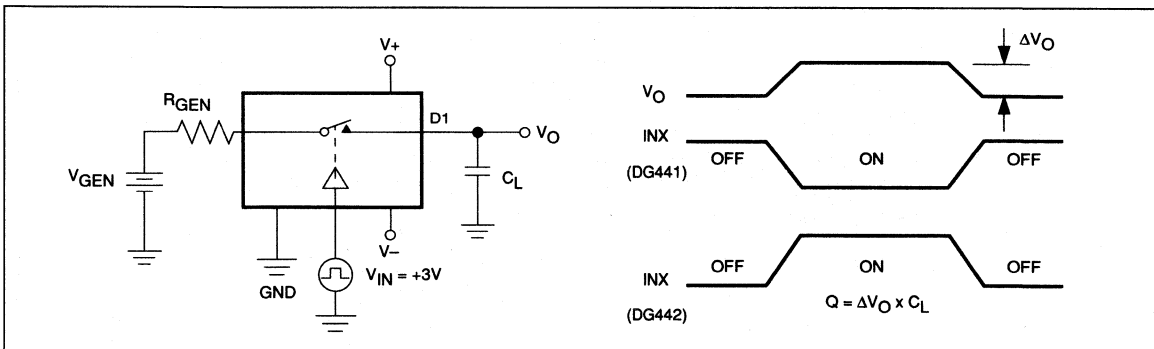 V+
RGEN
D1
VO
VGEN
CL
V-
GND
VIN = +3V
ΔVO
VO
INX
(DG441)
OFF
ON
OFF
INX
(DG442)
OFF
ON
OFF
Q = ΔVO x CL